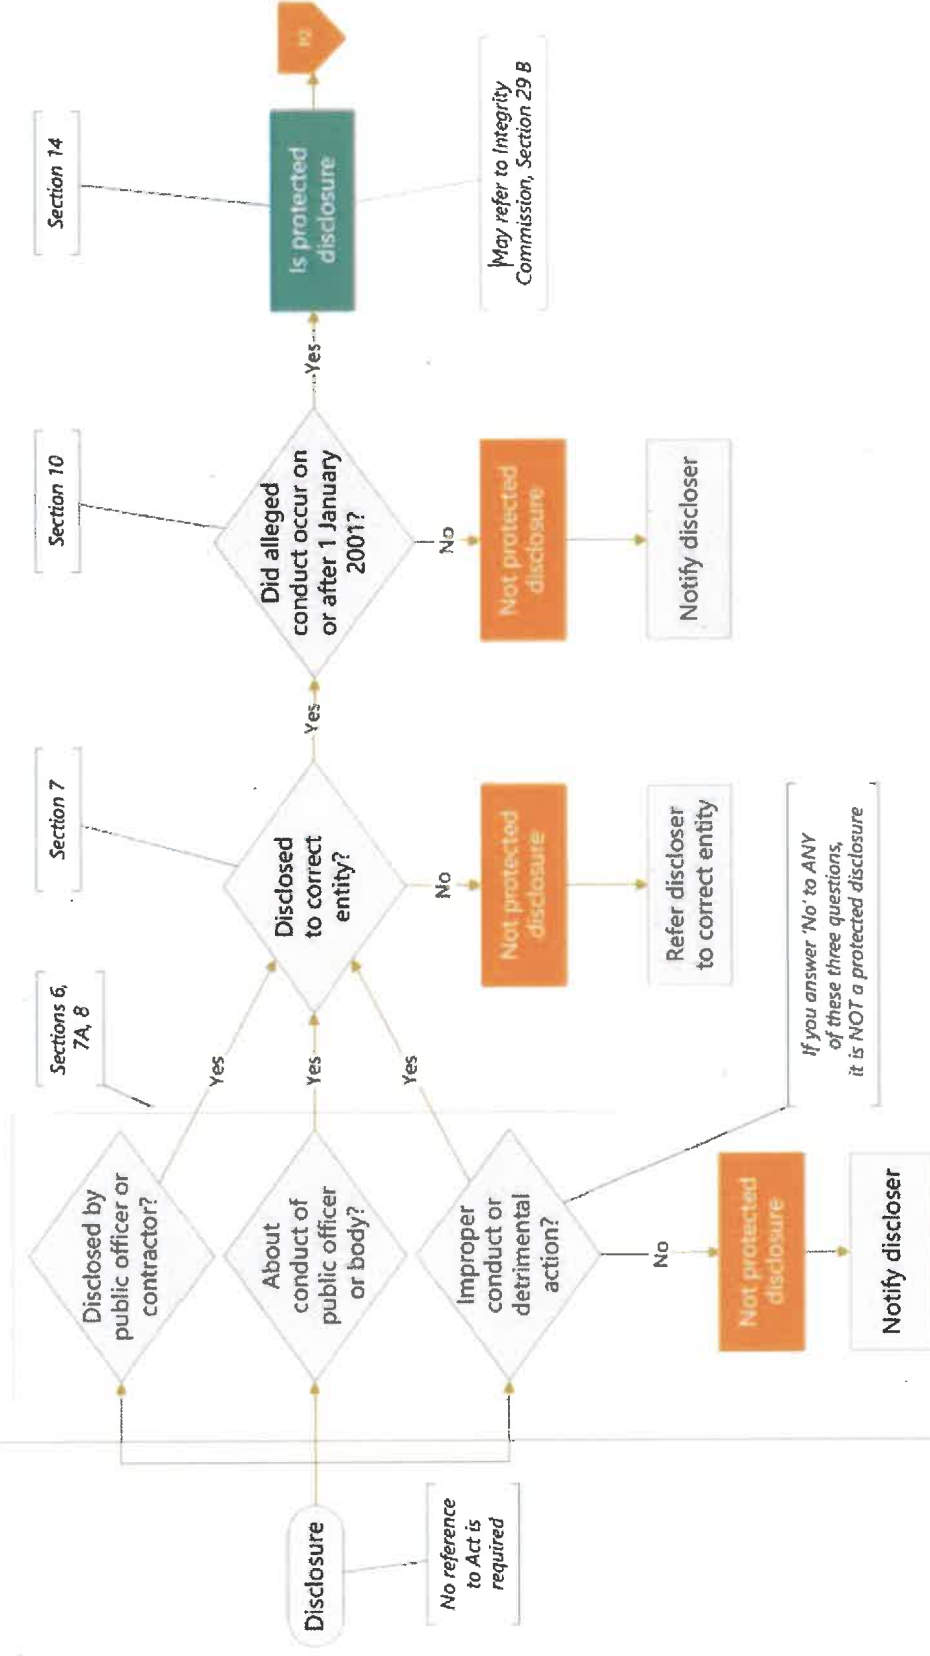 Disclosure
No reference
to Act is
required
Disclosed by
public officer or
contractor?
About
conduct of
public officer
or body?
Improper
conduct or
detrimental
action?
Sections 6,
7A, 8
Yes
Yes
Yes
No
Not protected
disclosure
Notify discloser
If you answer 'No' to ANY
of these three questions,
it is NOT a protected disclosure
Section 7
Disclosed
to correct
entity?
No
Not protected
disclosure
Refer discloser
to correct entity
Yes
Section 10
Did alleged
conduct occur on
or after 1 January
2001?
No
Not protected
disclosure
Notify discloser
Yes
Section 14
Is protected
disclosure
May refer to Integrity
Commission, Section 29 B
P2